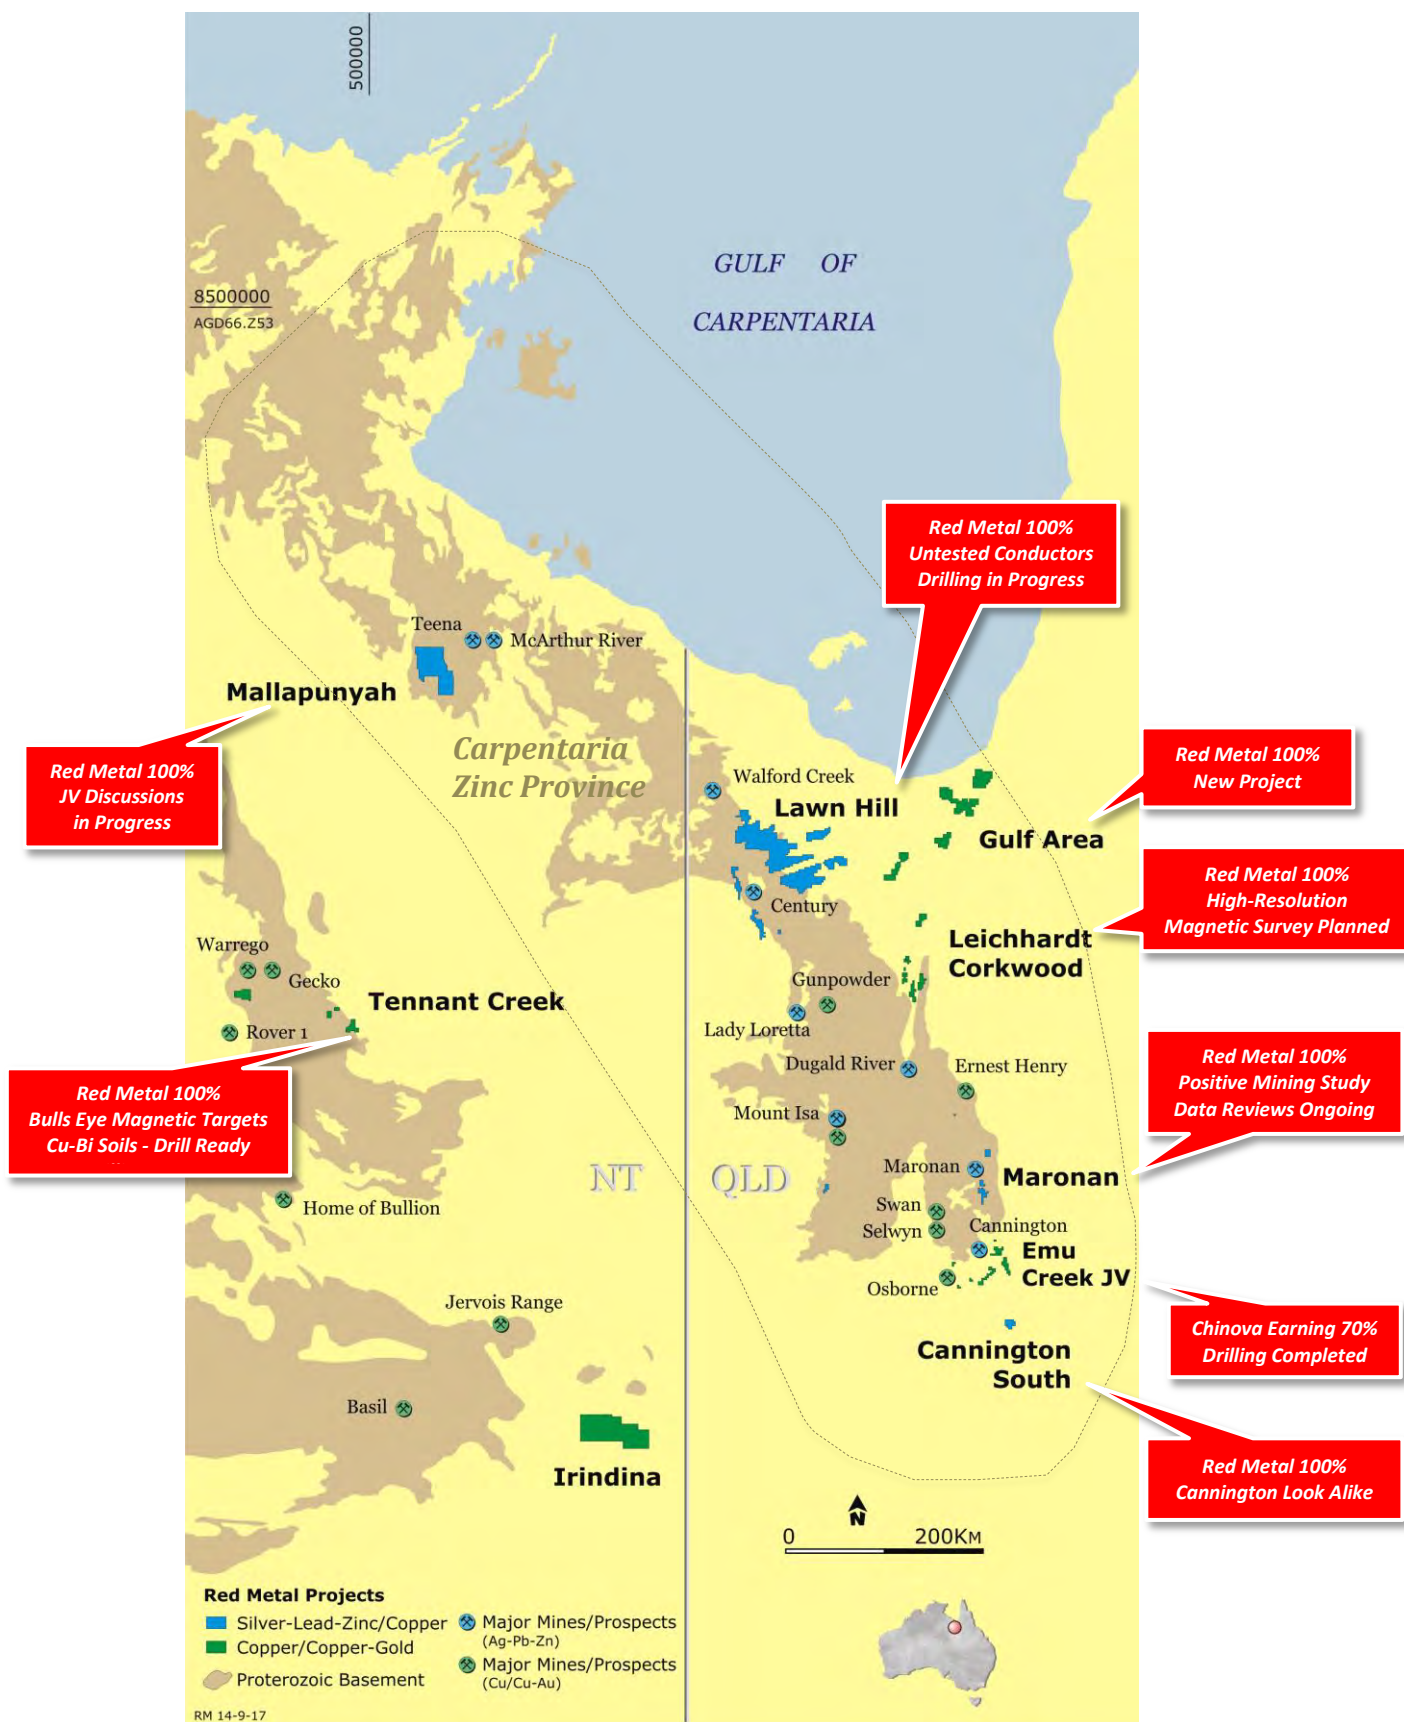 500000
GULF OF
CARPENTARIA
8500000
AGD66.Z53
Red Metal 100%
Untested Conductors
Drilling in Progress
Teena
McArthur River
Mallapunyah
Red Metal 100%
JV Discussions
in Progress
Carpentaria
Zinc Province
Walford Creek
Lawn Hill
Red Metal 100%
New Project
Gulf Area
Century
Red Metal 100%
High-Resolution
Magnetic Survey Planned
Leichhardt
Corkwood
Warrego
Gecko
Tennant Creek
Rover 1
Gunpowder
Lady Loretta
Dugald River
Ernest Henry
Red Metal 100%
Bulls Eye Magnetic Targets
Cu-Bi Soils - Drill Ready
Red Metal 100%
Positive Mining Study
Data Reviews Ongoing
Mount Isa
NT
QLD
Maronan
Maronan
Home of Bullion
Swan
Selwyn
Cannington
Emu
Creek JV
Osborne
Jervois Range
Chinova Earning 70%
Drilling Completed
Cannington
South
Basil
Irindina
Red Metal 100%
Cannington Look Alike
N
0 200KM
Red Metal Projects
Silver-Lead-Zinc/Copper
Copper/Copper-Gold
Proterozoic Basement
Major Mines/Prospects
(Ag-Pb-Zn)
Major Mines/Prospects
(Cu/Cu-Au)
RM 14-9-17